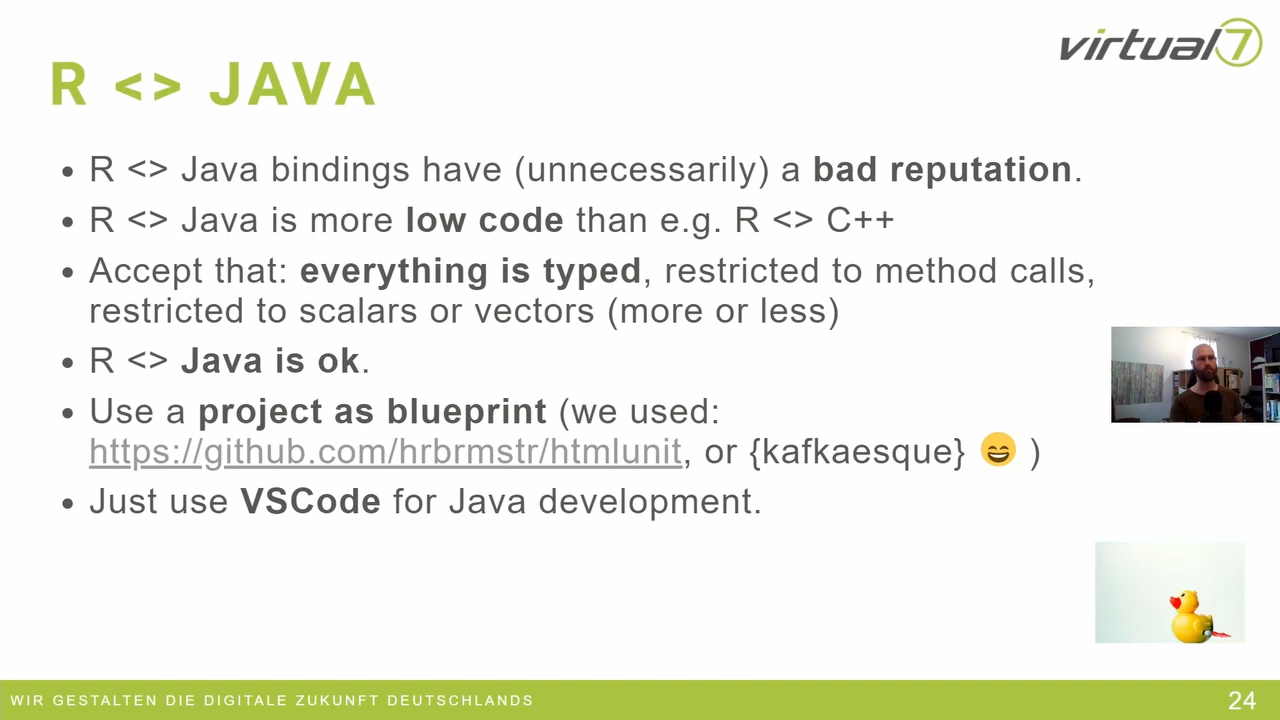 virtual7
R <> JAVA
• R <> Java bindings have (unnecessarily) a bad reputation.
• R <> Java is more low code than e.g. R <> C++
• Accept that: everything is typed, restricted to method calls,
restricted to scalars or vectors (more or less)
• R <> Java is ok.
• Use a project as blueprint (we used:
https://github.com/hrbrmstr/htmlunit, or {kafkaesque} 😄 )
• Just use VSCode for Java development.
WIR GESTALTEN DIE DIGITALE ZUKUNFT DEUTSCHLANDS
24